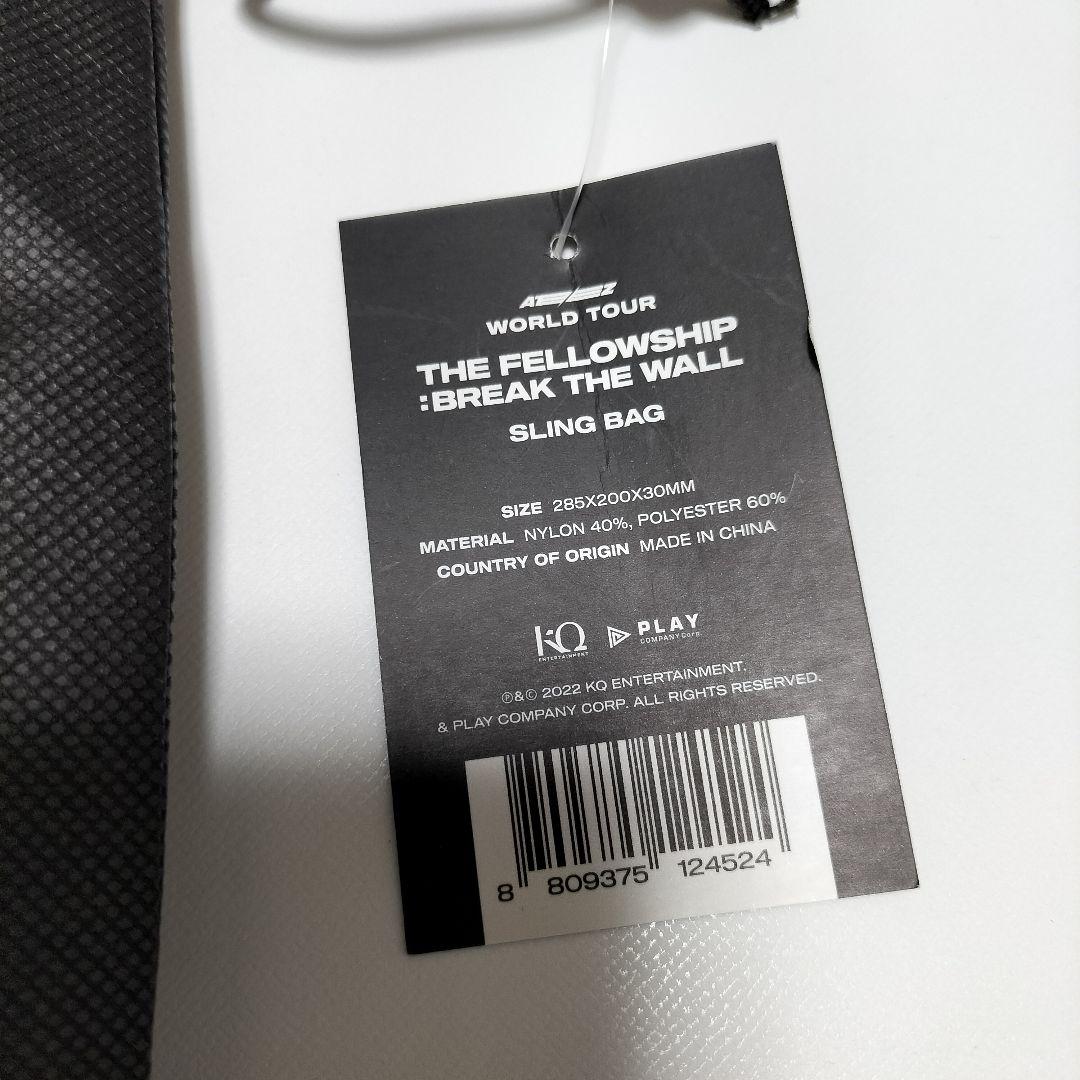 ATEEZ
WORLD TOUR
THE FELLOWSHIP
:BREAK THE WALL
SLING BAG
SIZE 285X200X30MM
MATERIAL NYLON 40%, POLYESTER 60%
COUNTRY OF ORIGIN MADE IN CHINA
KQ ENTERTAINMENT
PLAY COMPANY Corp.
℗&© 2022 KQ ENTERTAINMENT.
& PLAY COMPANY CORP. ALL RIGHTS RESERVED.
8 809375 124524